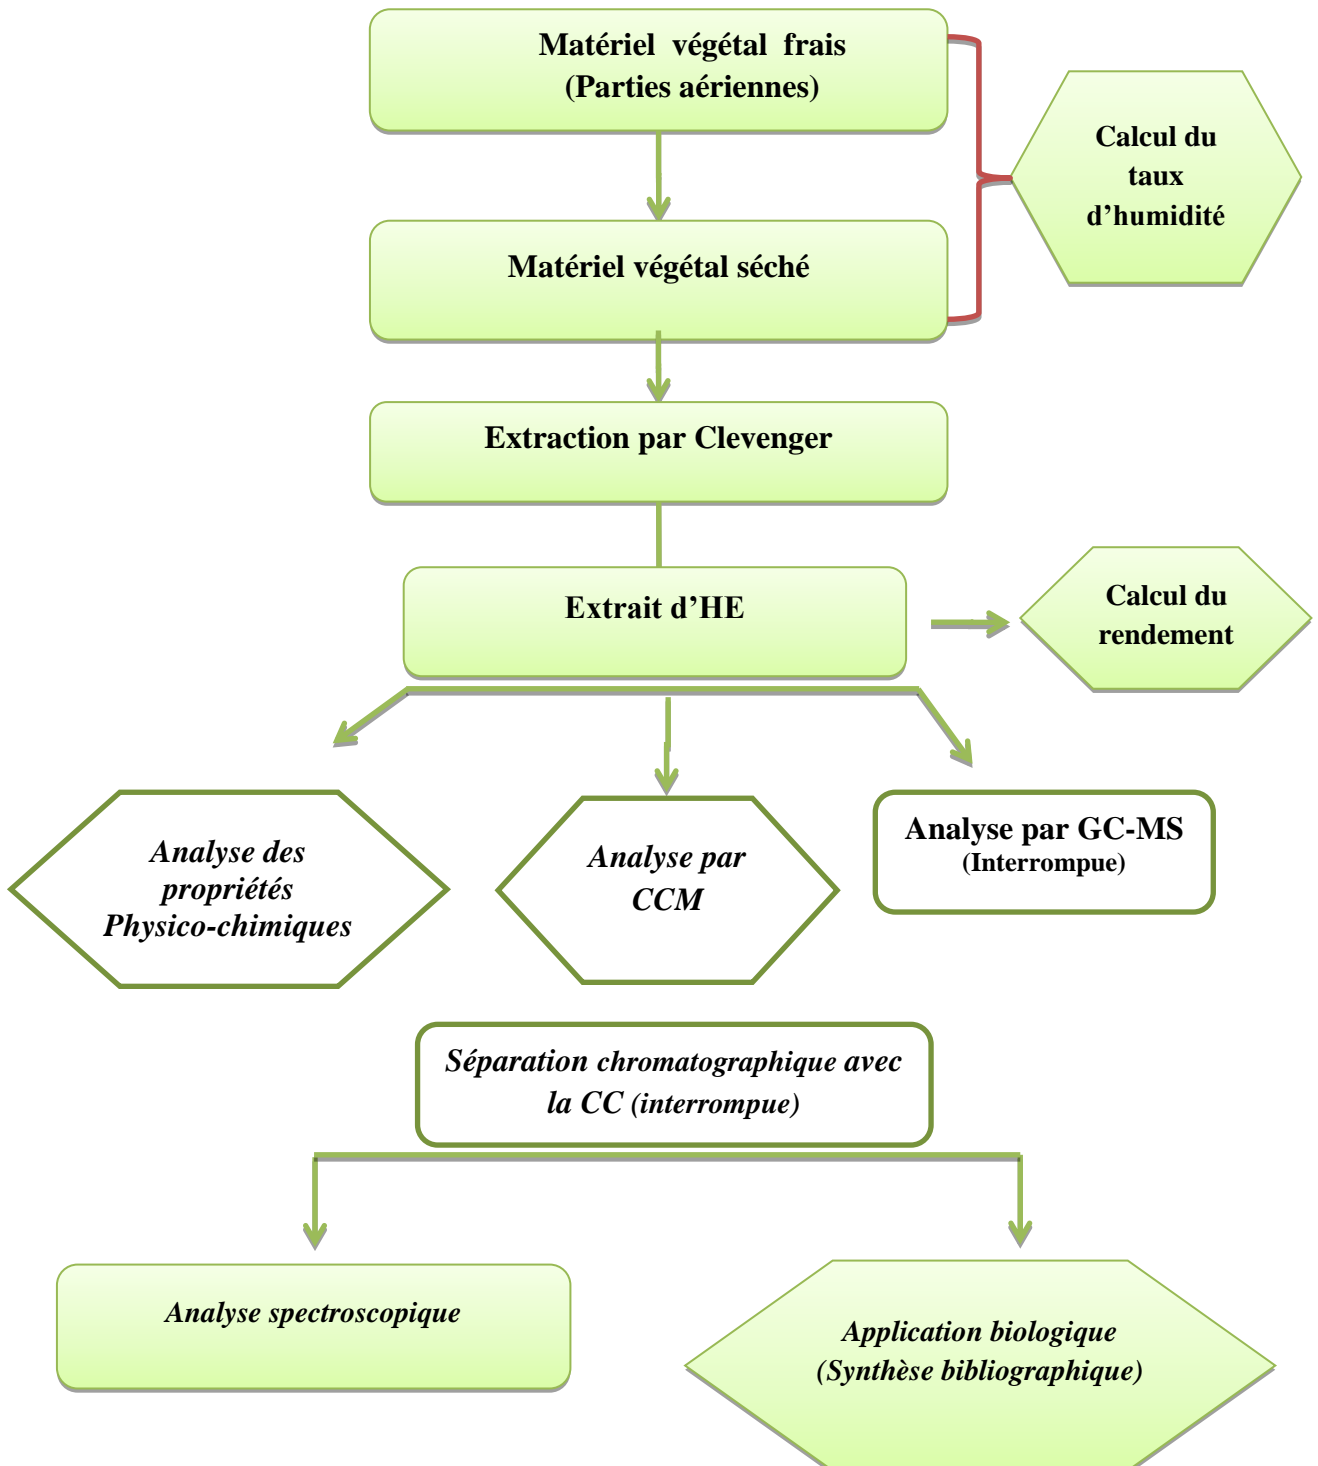 Matériel végétal frais
(Parties aériennes)
Calcul du
taux
d’humidité
Matériel végétal séché
Extraction par Clevenger
Extrait d’HE
Calcul du
rendement
Analyse des
propriétés
Physico-chimiques
Analyse par
CCM
Analyse par GC-MS
(Interrompue)
Séparation chromatographique avec
la CC (interrompue)
Analyse spectroscopique
Application biologique
(Synthèse bibliographique)